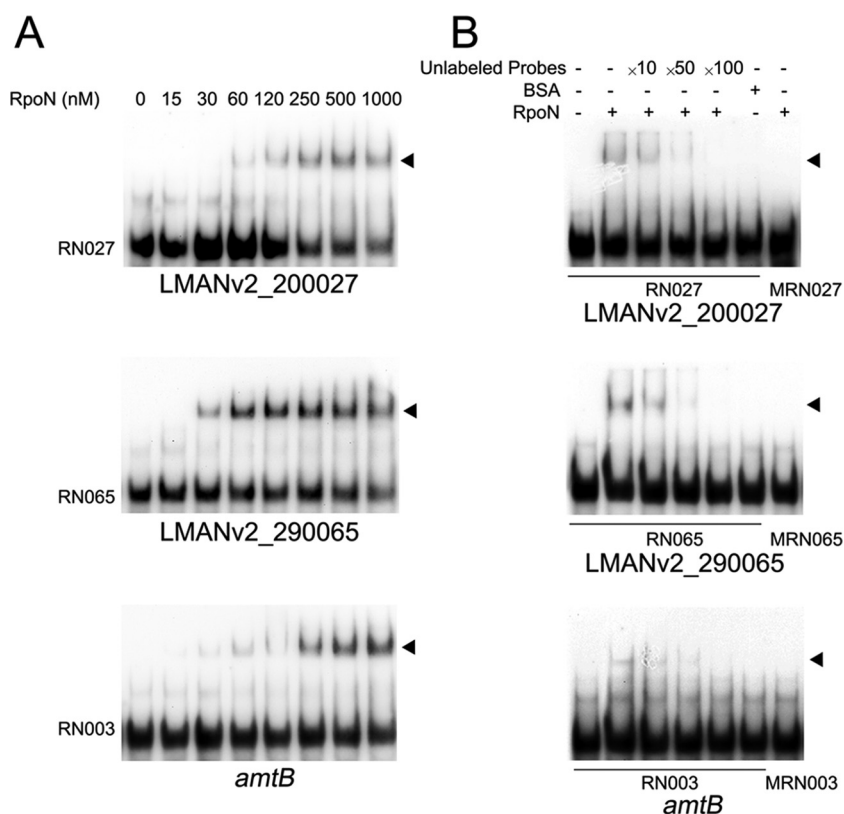 A
RpoN (nM) 0 15 30 60 120 250 500 1000
RN027
LMANv2_200027
RN065
LMANv2_290065
RN003
amtB
B
Unlabeled Probes - - ×10 ×50 ×100 - -
BSA - - - - - + -
RpoN - + + + + - +
RN027 MRN027
LMANv2_200027
RN065 MRN065
LMANv2_290065
RN003 MRN003
amtB